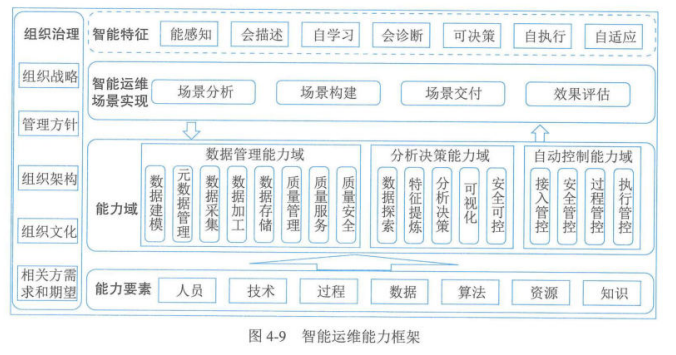 组织治理
组织战略
管理方针
组织架构
组织文化
相关方需
求和期望
智能特征
能感知
会描述
自学习
会诊断
可决策
自执行
自适应
智能运维
场景实现
场景分析
场景构建
场景交付
效果评估
能力域
数据管理能力域
数据建模
元数据管理
数据采集
数据加工
数据存储
质量管理
质量服务
质量安全
分析决策能力域
数据探索
特征提炼
分析决策
可视化
安全可控
自动控制能力域
接入管控
安全管控
过程管控
执行管控
能力要素
人员
技术
过程
数据
算法
资源
知识
图 4-9 智能运维能力框架